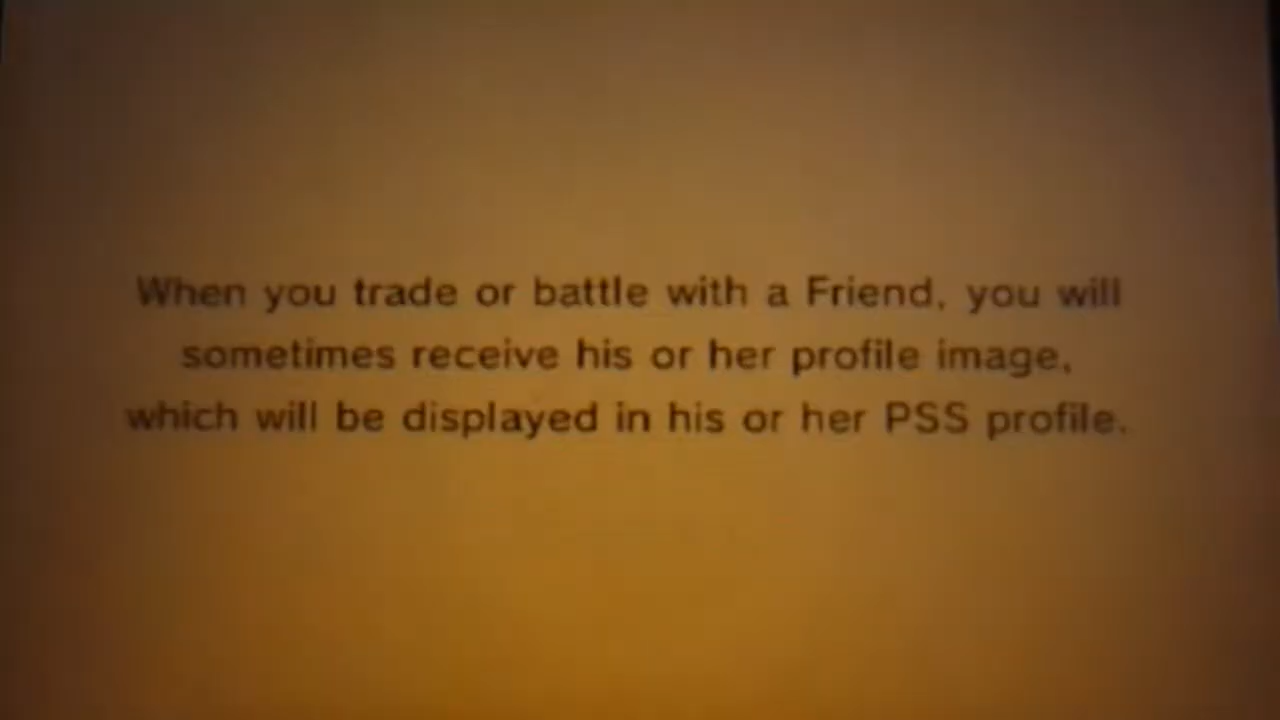 When you trade or battle with a Friend, you will
sometimes receive his or her profile image,
which will be displayed in his or her PSS profile.